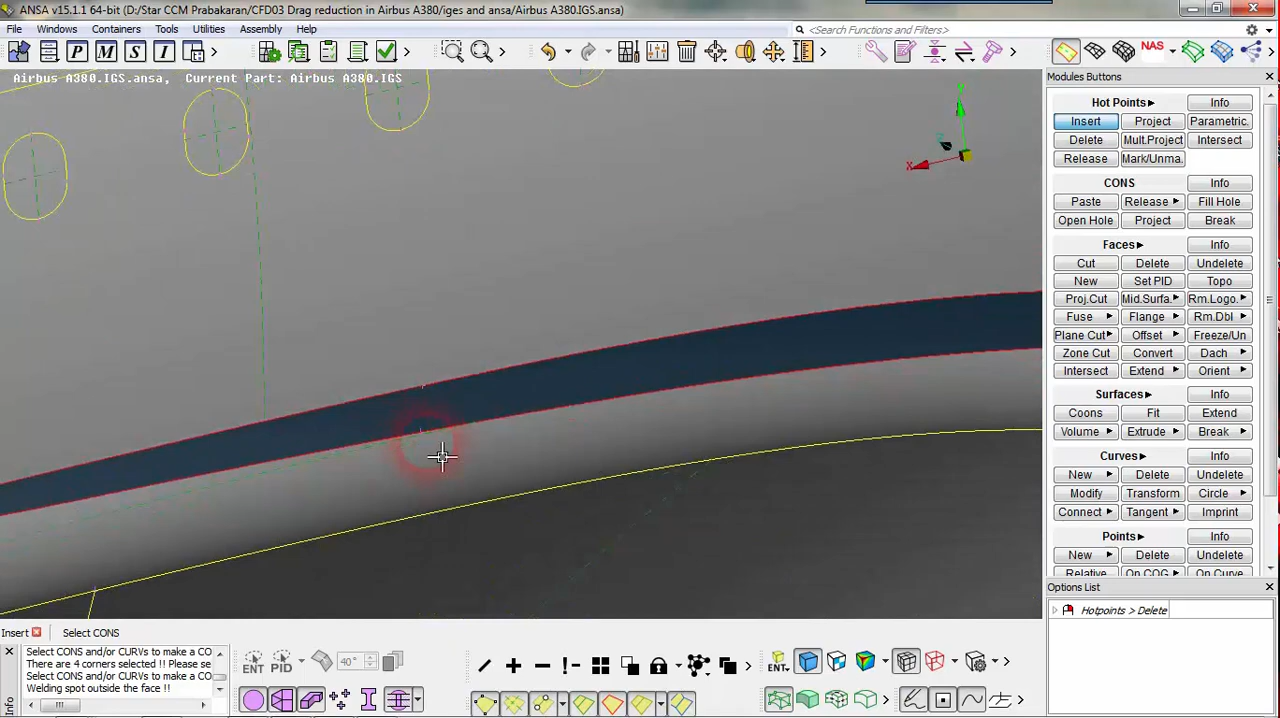 ANSA v15.1.1 64-bit (D:/Star CCM Prabakaran/CFD03 Drag reduction in Airbus A380/iges and ansa/Airbus A380.IGS.ansa)
File Windows Containers Tools Utilities Assembly Help <Search Functions and Filters>
P M S I NAS
Airbus A380.IGS.ansa, Current Part: Airbus A380.IGS
Modules Buttons
Hot Points Info
Insert Project Parametric.
Delete Mult.Project Intersect
Release Mark/Unma.
CONS Info
Paste Release Fill Hole
Open Hole Project Break
Faces Info
Cut Delete Undelete
New Set PID Topo
Proj.Cut Mid.Surfa. Rm.Logo.
Fuse Flange Rm.Dbl
Plane Cut Offset Freeze/Un
Zone Cut Convert Dach
Intersect Extend Orient
Surfaces Info
Coons Fit Extend
Volume Extrude Break
Curves Info
New Delete Undelete
Modify Transform Circle
Connect Tangent Imprint
Points Info
New Delete Undelete
Relative On COG On Curve
Options List
Hotpoints > Delete
X
Insert Select CONS
Select CONS and/or CURVs to make a CO
There are 4 corners selected !! Please se
Select CONS and/or CURVs to make a CO
Welding spot outside the face !!
Info
ENT PID 40° ENT